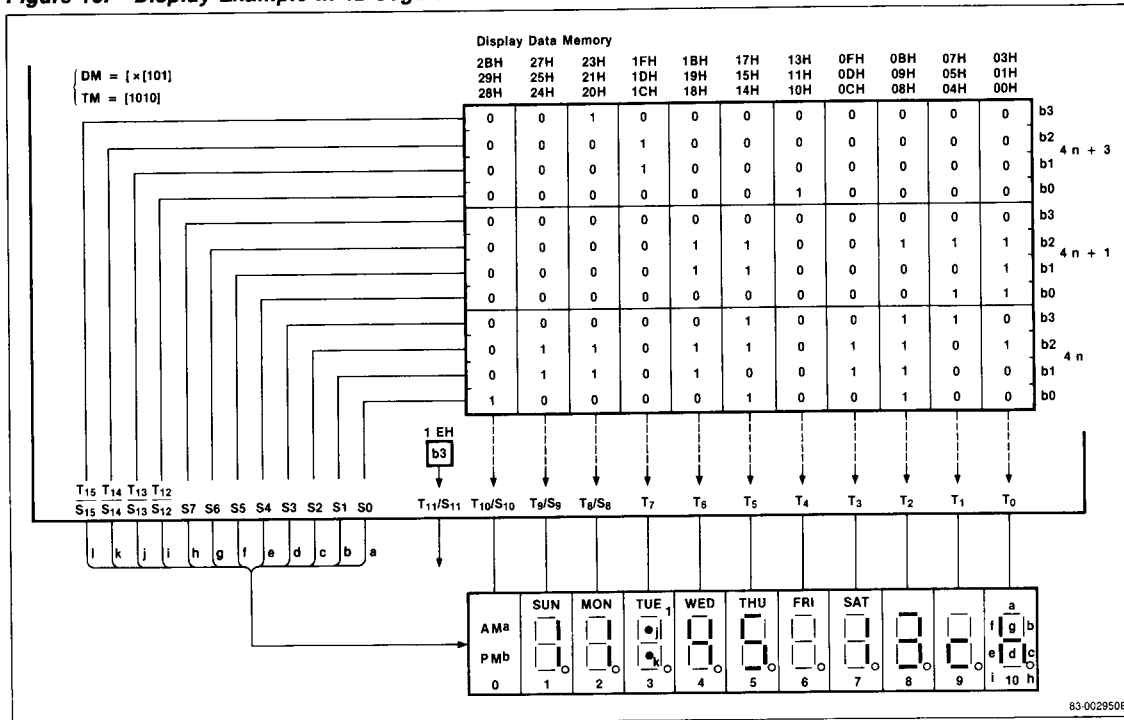 Display Data Memory
2BH 27H 23H 1FH 1BH 17H 13H 0FH 0BH 07H 03H
29H 25H 21H 1DH 19H 15H 11H 0DH 09H 05H 01H
28H 24H 20H 1CH 18H 14H 10H 0CH 08H 04H 00H
DM = [×[101]
TM = [1010]
0 0 1 0 0 0 0 0 0 0 0 b3
0 0 0 1 0 0 0 0 0 0 0 b2
4 n + 3
0 0 0 1 0 0 0 0 0 0 0 b1
0 0 0 0 0 0 1 0 0 0 0 b0
0 0 0 0 0 0 0 0 0 0 0 b3
0 0 0 0 1 1 0 0 1 1 1 b2
4 n + 1
0 0 0 0 1 1 0 0 0 0 1 b1
0 0 0 0 0 0 0 0 0 1 1 b0
0 0 0 0 0 1 0 0 1 1 0 b3
0 1 1 0 1 1 0 1 1 0 1 b2
4 n
0 1 1 0 1 0 0 1 1 0 0 b1
1 0 0 0 0 1 0 0 1 0 0 b0
1 EH
b3
T15 T14 T13 T12
S15 S14 S13 S12 S7 S6 S5 S4 S3 S2 S1 S0 T11/S11 T10/S10 T9/S9 T8/S8 T7 T6 T5 T4 T3 T2 T1 T0
l k j i h g f e d c b a
SUN MON TUE 1 WED THU FRI SAT
AMa
PMb
j
k
a
f g b
e d c
i h
0 1 2 3 4 5 6 7 8 9 10
83-002950B